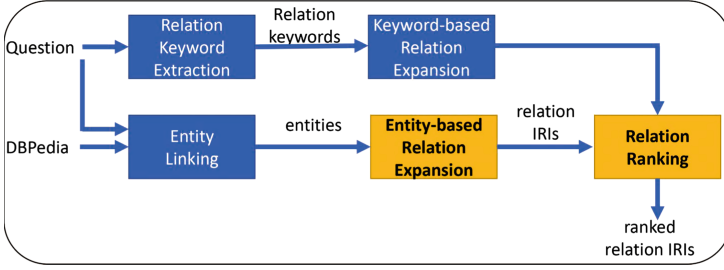 Question
Relation
Keyword
Extraction
Relation
keywords
Keyword-based
Relation
Expansion
DBPedia
Entity
Linking
entities
Entity-based
Relation
Expansion
relation
IRIs
Relation
Ranking
ranked
relation IRIs